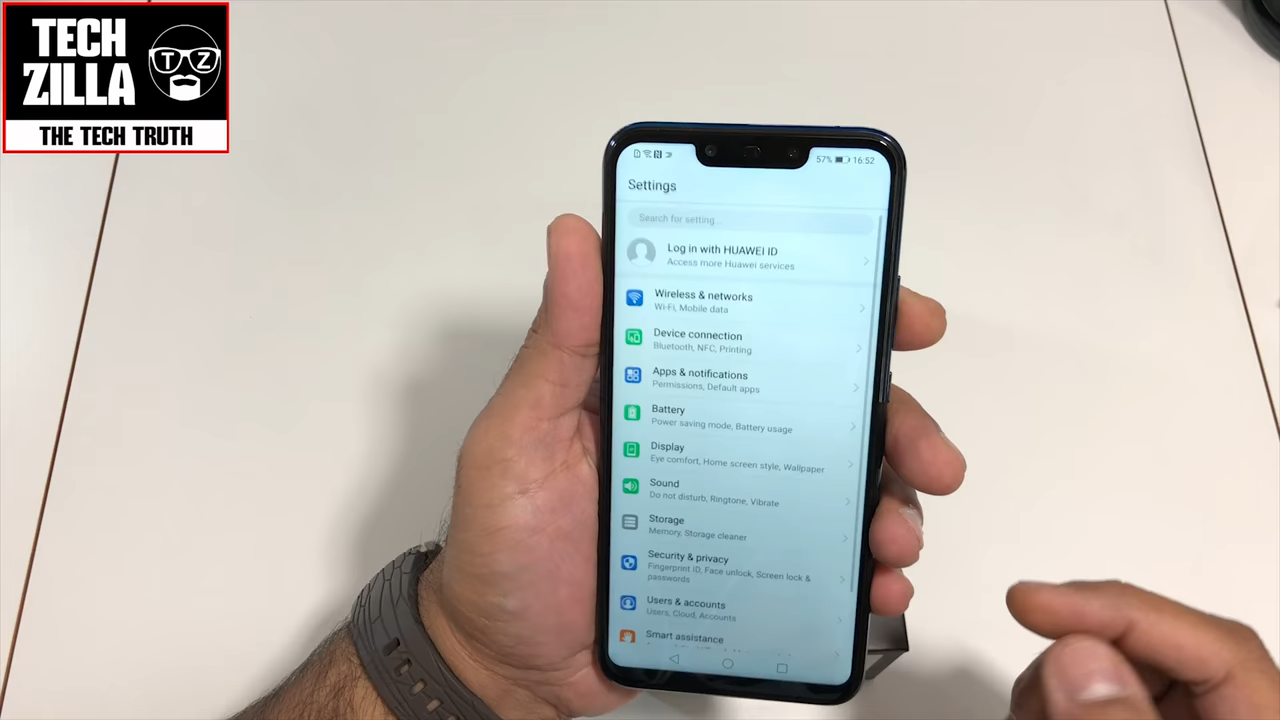 TECH
ZILLA
TZ
THE TECH TRUTH
57% 16:52
Settings
Search for setting...
Log in with HUAWEI ID
Access more Huawei services
Wireless & networks
Wi-Fi, Mobile data
Device connection
Bluetooth, NFC, Printing
Apps & notifications
Permissions, Default apps
Battery
Power saving mode, Battery usage
Display
Eye comfort, Home screen style, Wallpaper
Sound
Do not disturb, Ringtone, Vibrate
Storage
Memory, Storage cleaner
Security & privacy
Fingerprint ID, Face unlock, Screen lock &
passwords
Users & accounts
Users, Cloud, Accounts
Smart assistance